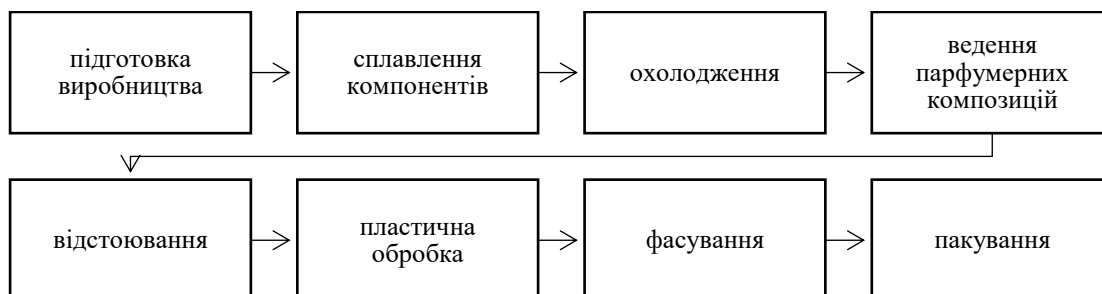 підготовка
виробництва
сплавлення
компонентів
охолодження
ведення
парфумерних
композицій
відстоювання
пластична
обробка
фасування
пакування